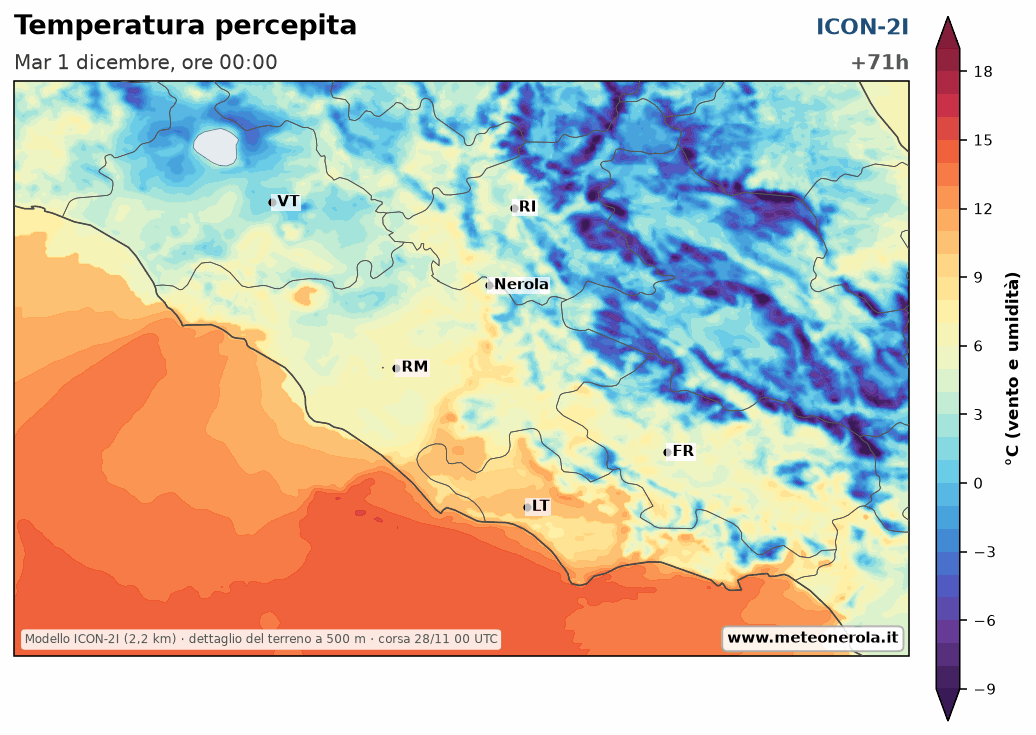 Temperatura percepita
ICON-2I
Mar 1 dicembre, ore 00:00
+71h
VT
RI
Nerola
RM
FR
LT
18
15
12
9
6
3
0
−3
−6
−9
°C (vento e umidità)
Modello ICON-2I (2,2 km) · dettaglio del terreno a 500 m · corsa 28/11 00 UTC
www.meteonerola.it